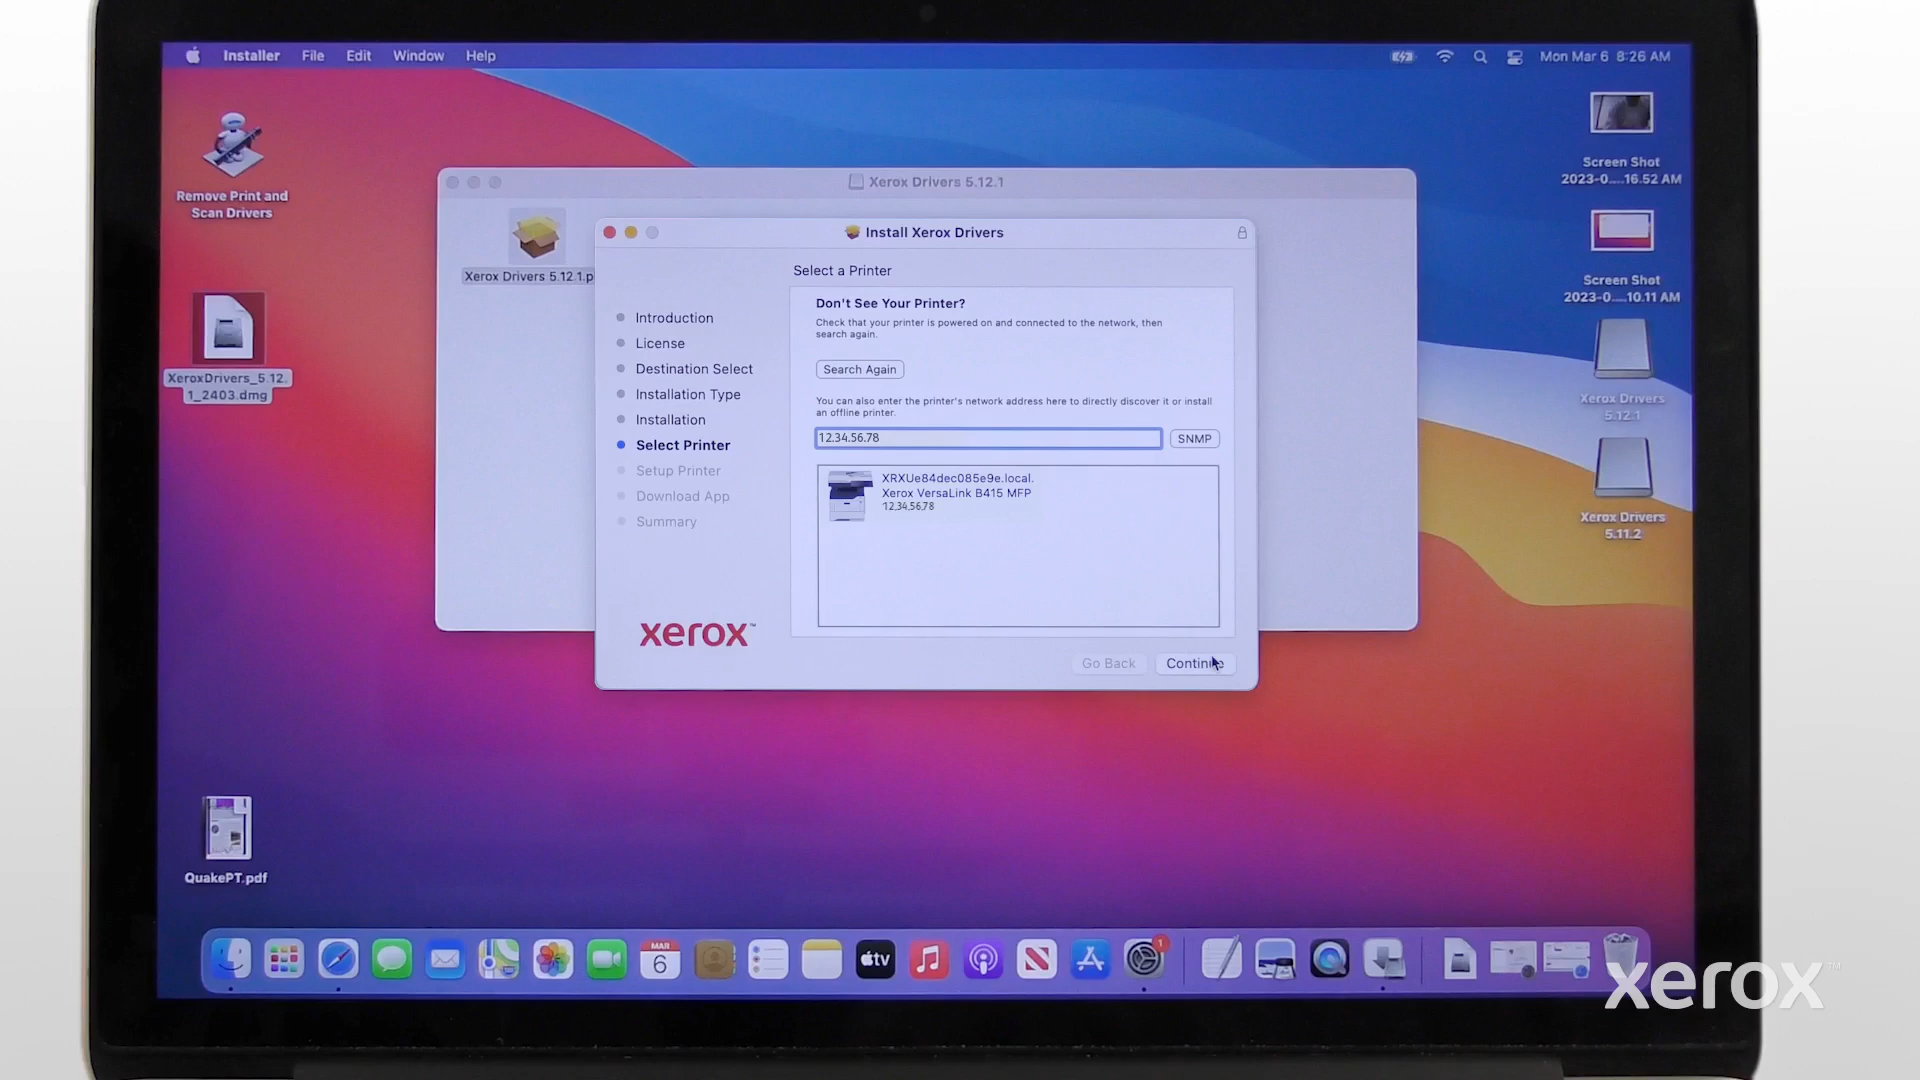 Installer File Edit Window Help
Mon Mar 6 8:26 AM
Remove Print and
Scan Drivers
XeroxDrivers_5.12.
1_2403.dmg
QuakePT.pdf
Xerox Drivers 5.12.1
Xerox Drivers 5.12.1.p
Install Xerox Drivers
Select a Printer
Introduction
License
Destination Select
Installation Type
Installation
Select Printer
Setup Printer
Download App
Summary
xerox™
Don't See Your Printer?
Check that your printer is powered on and connected to the network, then
search again.
Search Again
You can also enter the printer's network address here to directly discover it or install
an offline printer.
12.34.56.78
SNMP
XRXUe84dec085e9e.local.
Xerox VersaLink B415 MFP
12.34.56.78
Go Back
Continue
Screen Shot
2023-0....16.52 AM
Screen Shot
2023-0....10.11 AM
Xerox Drivers
5.12.1
Xerox Drivers
5.11.2
MAR
6
tv
1
xerox™